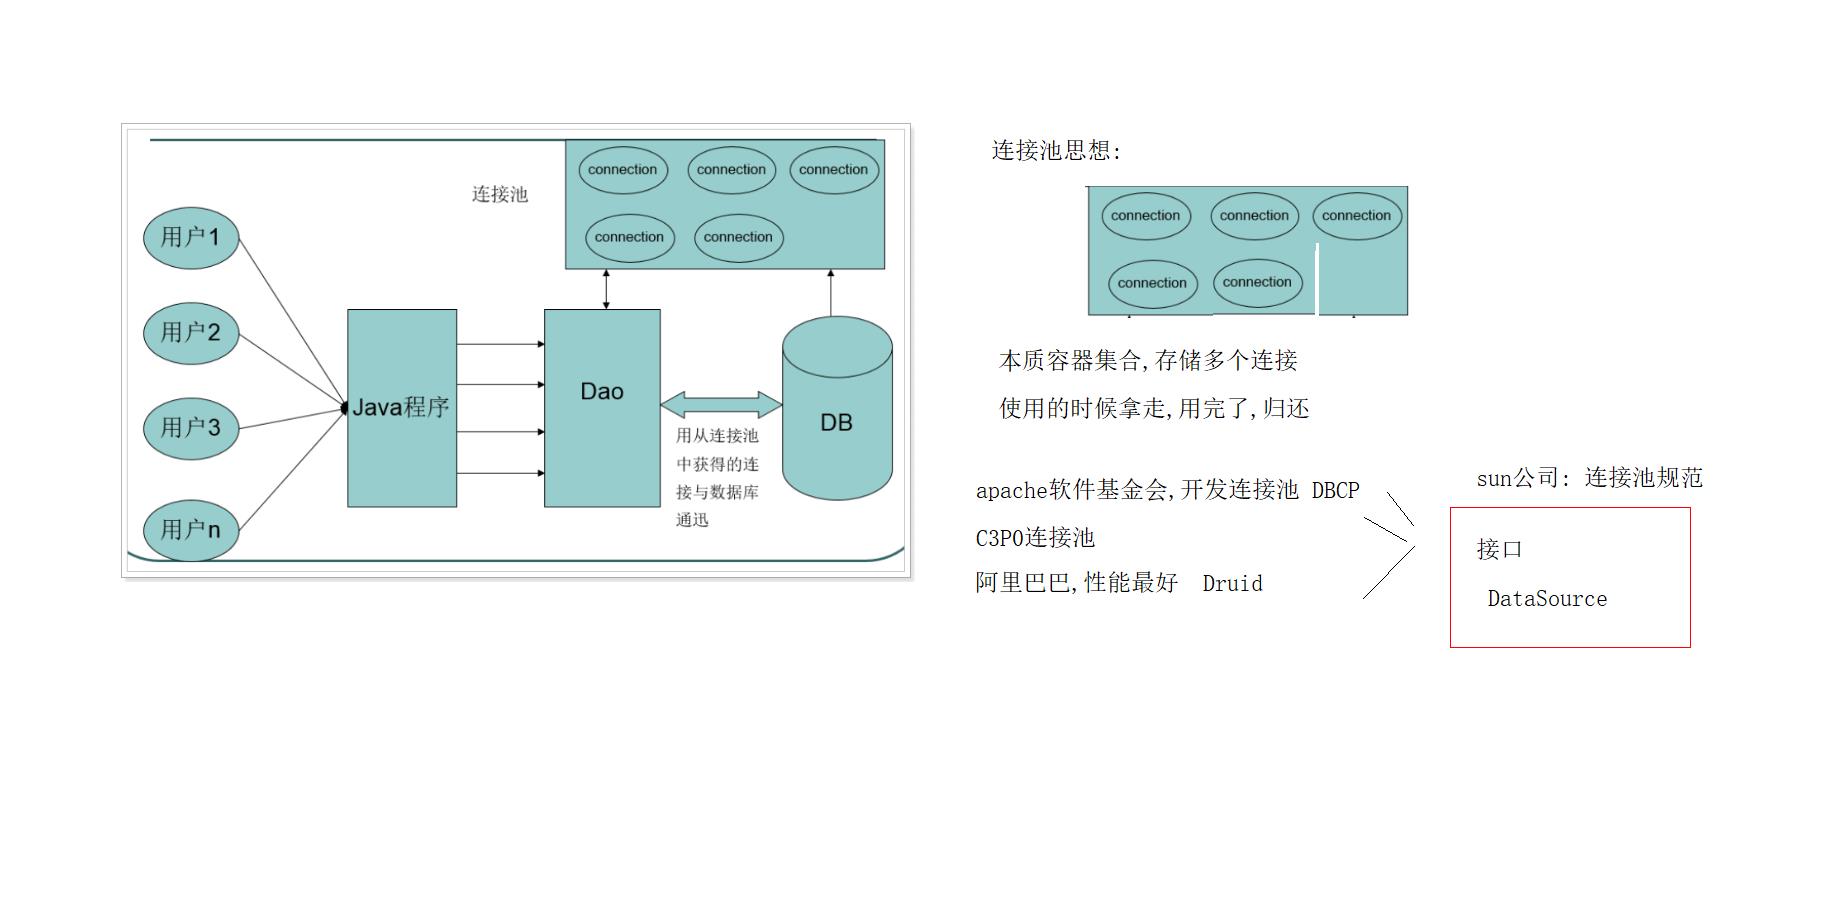 连接池
connection
connection
connection
connection
connection
用户1
用户2
用户3
用户n
Java程序
Dao
DB
用从连接池
中获得的连
接与数据库
通迅
连接池思想:
connection
connection
connection
connection
connection
本质容器集合,存储多个连接
使用的时候拿走,用完了,归还
apache软件基金会,开发连接池 DBCP
C3P0连接池
阿里巴巴,性能最好 Druid
sun公司: 连接池规范
接口
DataSource